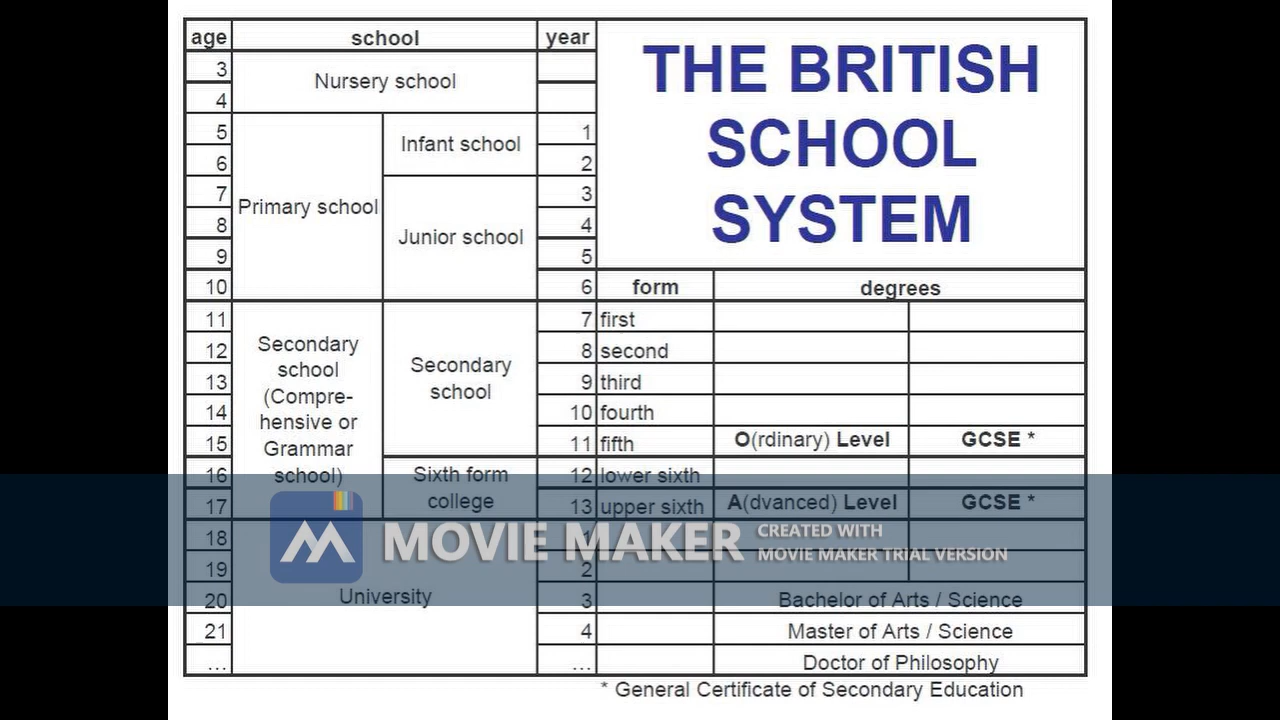 age school year
THE BRITISH
SCHOOL
SYSTEM
3
Nursery school
4
5 1
Infant school
6 2
7 3
Primary school
8 4
Junior school
9 5
10 6 form degrees
11 7 first
12 8 second
13 9 third
14 10 fourth
15 11 fifth O(rdinary) Level GCSE *
Secondary
school
(Compre-
hensive or
Grammar
school)
Secondary
school
16 12 lower sixth
Sixth form
college
17 13 upper sixth A(dvanced) Level GCSE *
18 1
19 2
20 3 Bachelor of Arts / Science
University
21 4 Master of Arts / Science
... ... Doctor of Philosophy
* General Certificate of Secondary Education
MOVIE MAKER
CREATED WITH
MOVIE MAKER TRIAL VERSION